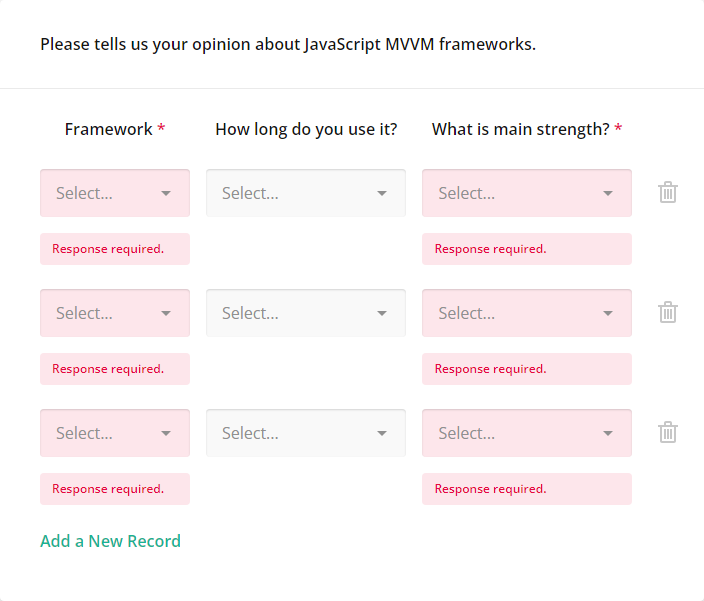 Please tells us your opinion about JavaScript MVVM frameworks.
Framework * How long do you use it? What is main strength? *
Select... Select... Select...
Response required. Response required.
Select... Select... Select...
Response required. Response required.
Select... Select... Select...
Response required. Response required.
Add a New Record